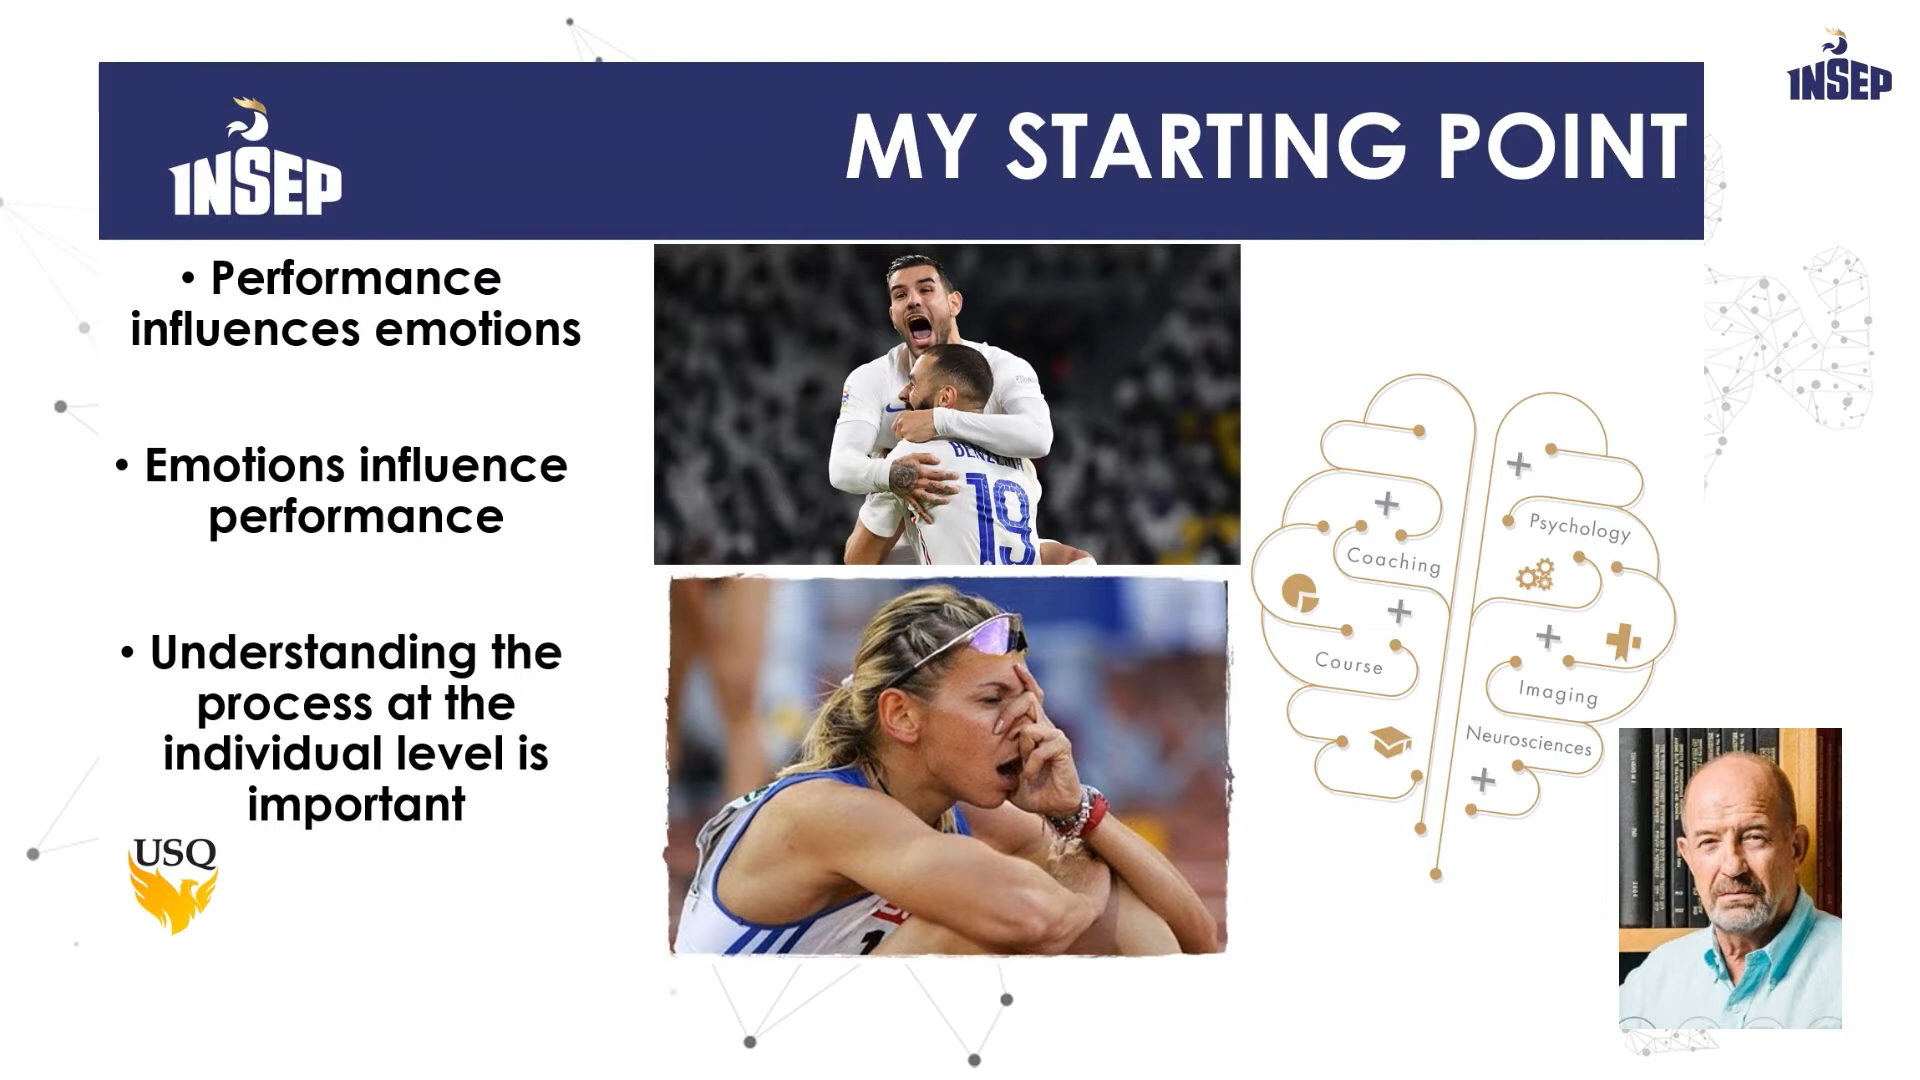 INSEP
INSEP
MY STARTING POINT
• Performance
influences emotions
• Emotions influence
performance
• Understanding the
process at the
individual level is
important
USQ
19
Coaching
Course
Psychology
Imaging
Neurosciences